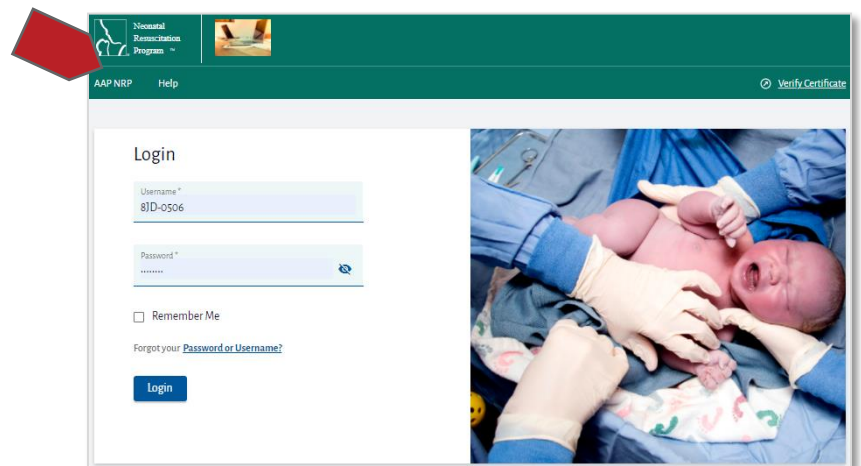 Neonatal
Resuscitation
Program ™
AAP NRP Help
Verify Certificate
Login
Username *
8JD-0506
Password *
........
Remember Me
Forgot your Password or Username?
Login